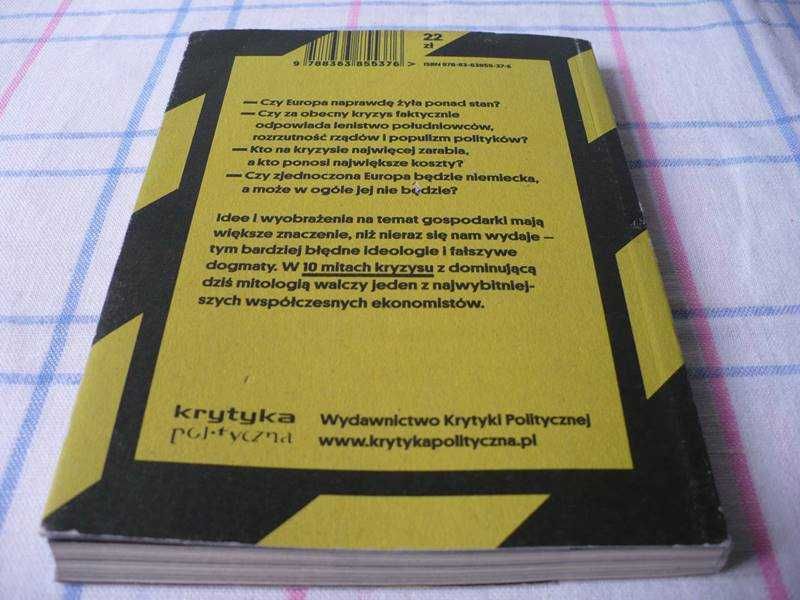 22
zł
9 788363 855376 >
ISBN 978-83-63855-37-6
— Czy Europa naprawdę żyła ponad stan?
— Czy za obecny kryzys faktycznie
odpowiada lenistwo południowców,
rozrzutność rządów i populizm polityków?
— Kto na kryzysie najwięcej zarabia,
a kto ponosi największe koszty?
— Czy zjednoczona Europa będzie niemiecka,
a może w ogóle jej nie będzie?
Idee i wyobrażenia na temat gospodarki mają
większe znaczenie, niż nieraz się nam wydaje –
tym bardziej błędne ideologie i fałszywe
dogmaty. W 10 mitach kryzysu z dominującą
dziś mitologią walczy jeden z najwybitniej-
szych współczesnych ekonomistów.
krytyka
polityczna
Wydawnictwo Krytyki Politycznej
www.krytykapolityczna.pl